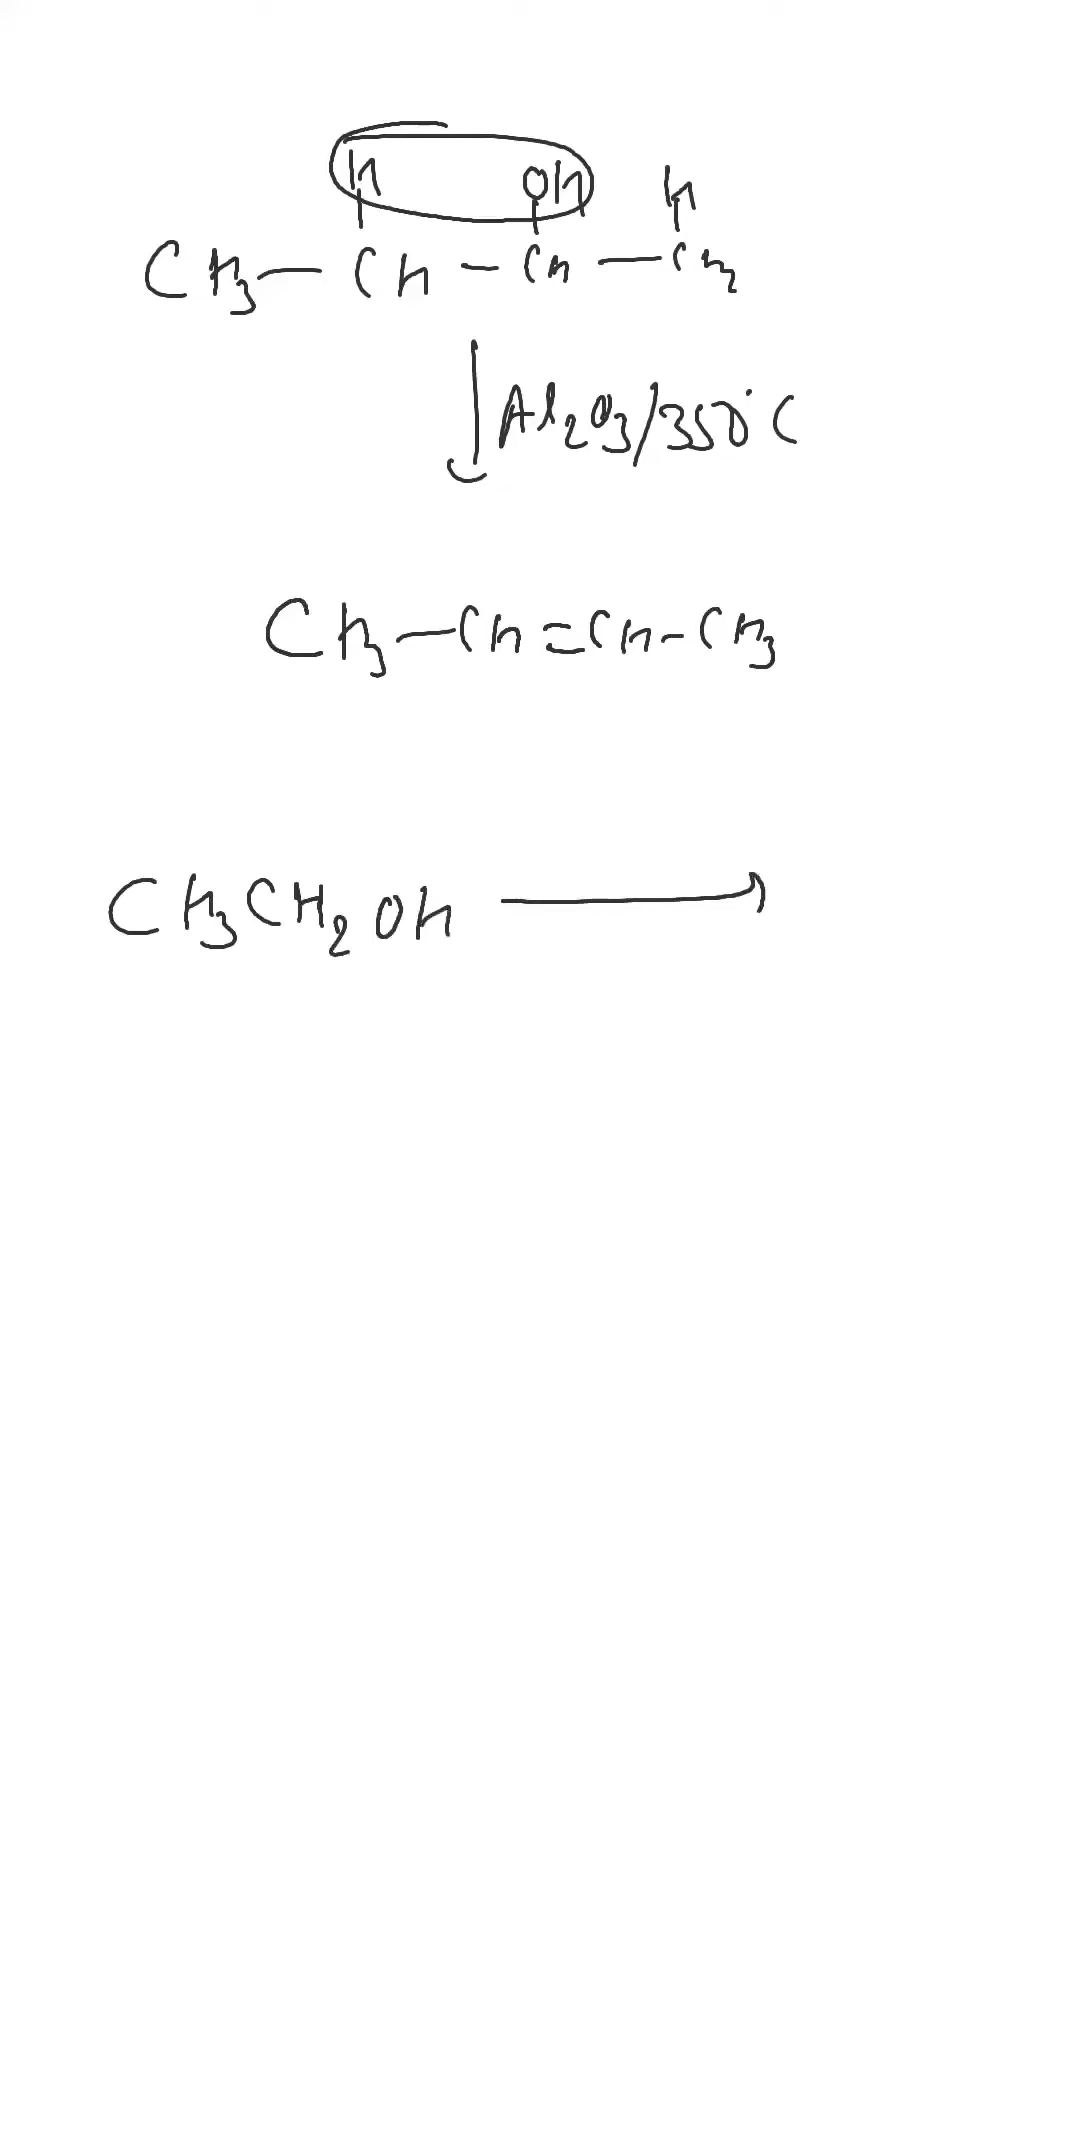 H OH H
CH₃ — CH — CH — CH₂
Al₂O₃/350°C
CH₃ — CH = CH - CH₃
CH₃CH₂OH ⟶